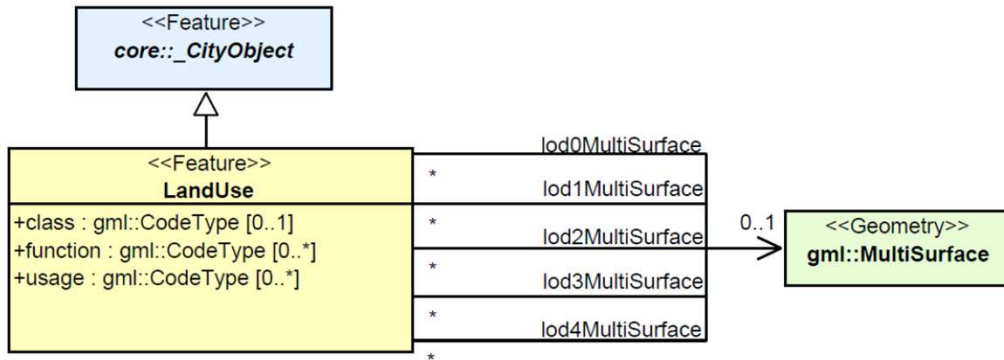 <<Feature>>
core::_CityObject
<<Feature>>
LandUse
+class : gml::CodeType [0..1]
+function : gml::CodeType [0..*]
+usage : gml::CodeType [0..*]
lod0MultiSurface
*
lod1MultiSurface
*
lod2MultiSurface
*
lod3MultiSurface
*
lod4MultiSurface
*
0..1
<<Geometry>>
gml::MultiSurface